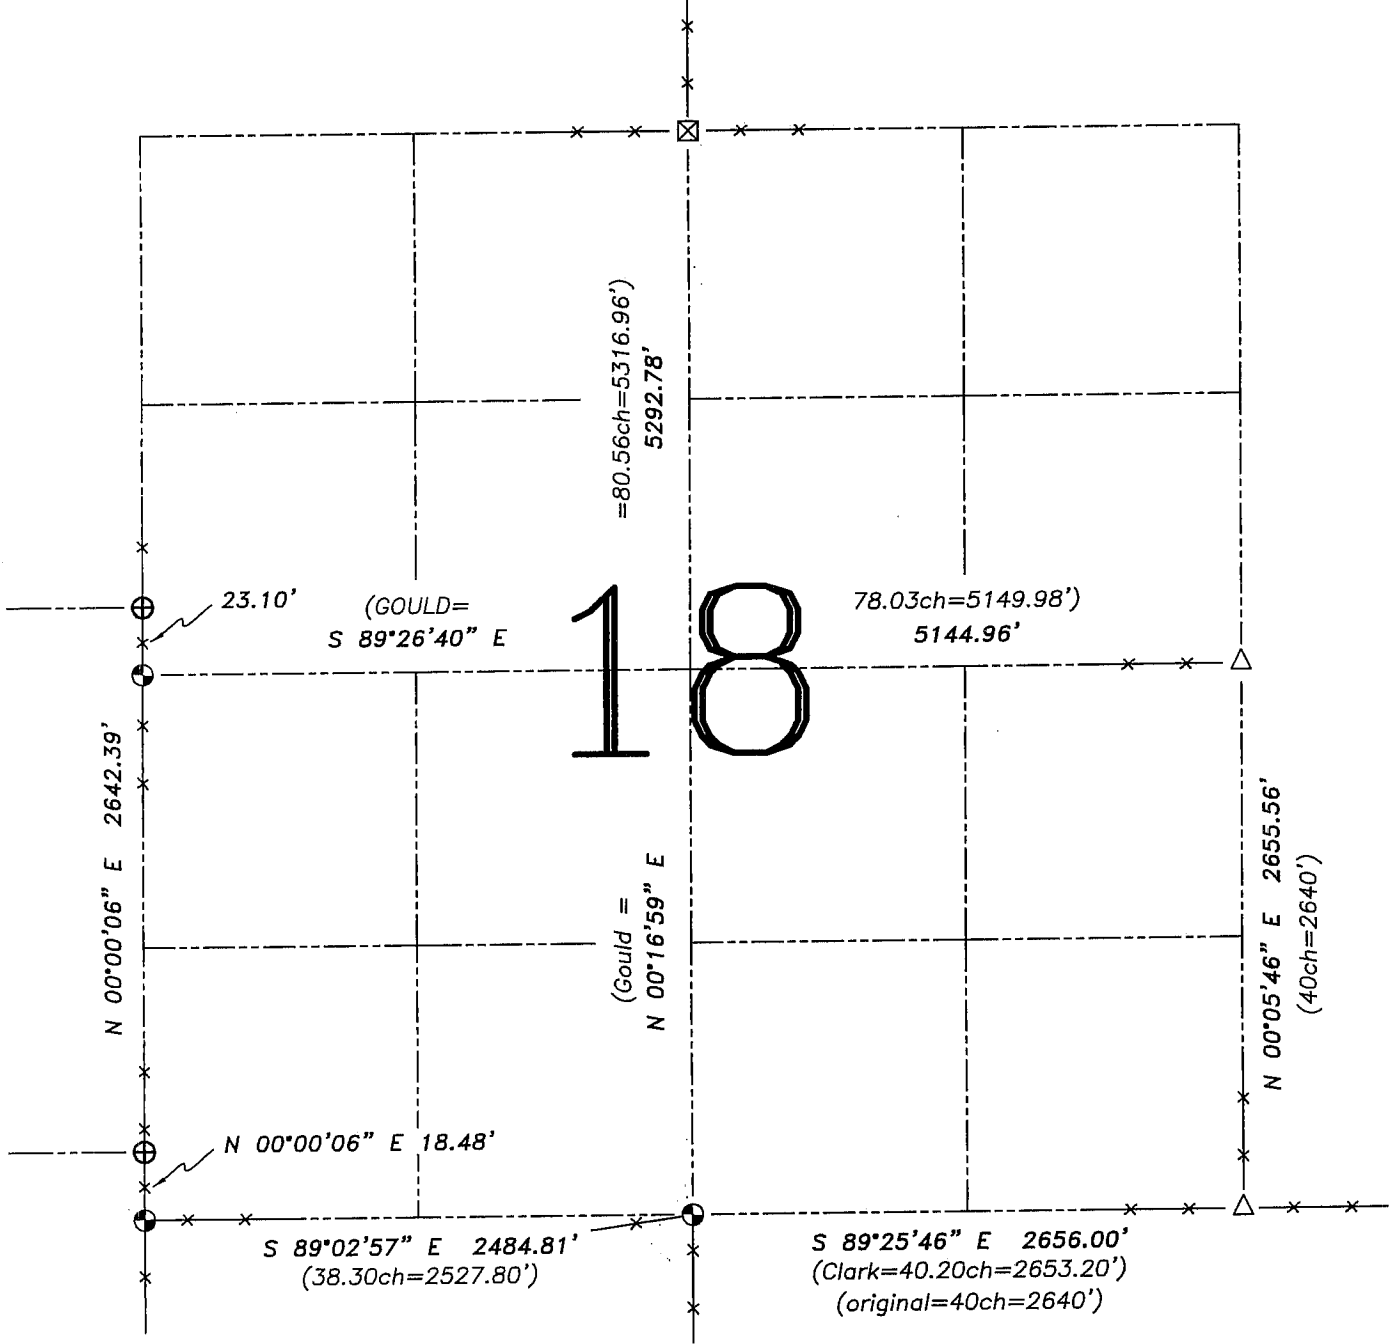 =80.56ch=5316.96')
5292.78'
23.10'
(GOULD=
S 89°26'40" E
18
78.03ch=5149.98')
5144.96'
N 00°00'06" E 2642.39'
(Gould =
N 00°16'59" E
N 00°05'46" E 2655.56'
(40ch=2640')
N 00°00'06" E 18.48'
S 89°02'57" E 2484.81'
(38.30ch=2527.80')
S 89°25'46" E 2656.00'
(Clark=40.20ch=2653.20')
(original=40ch=2640')